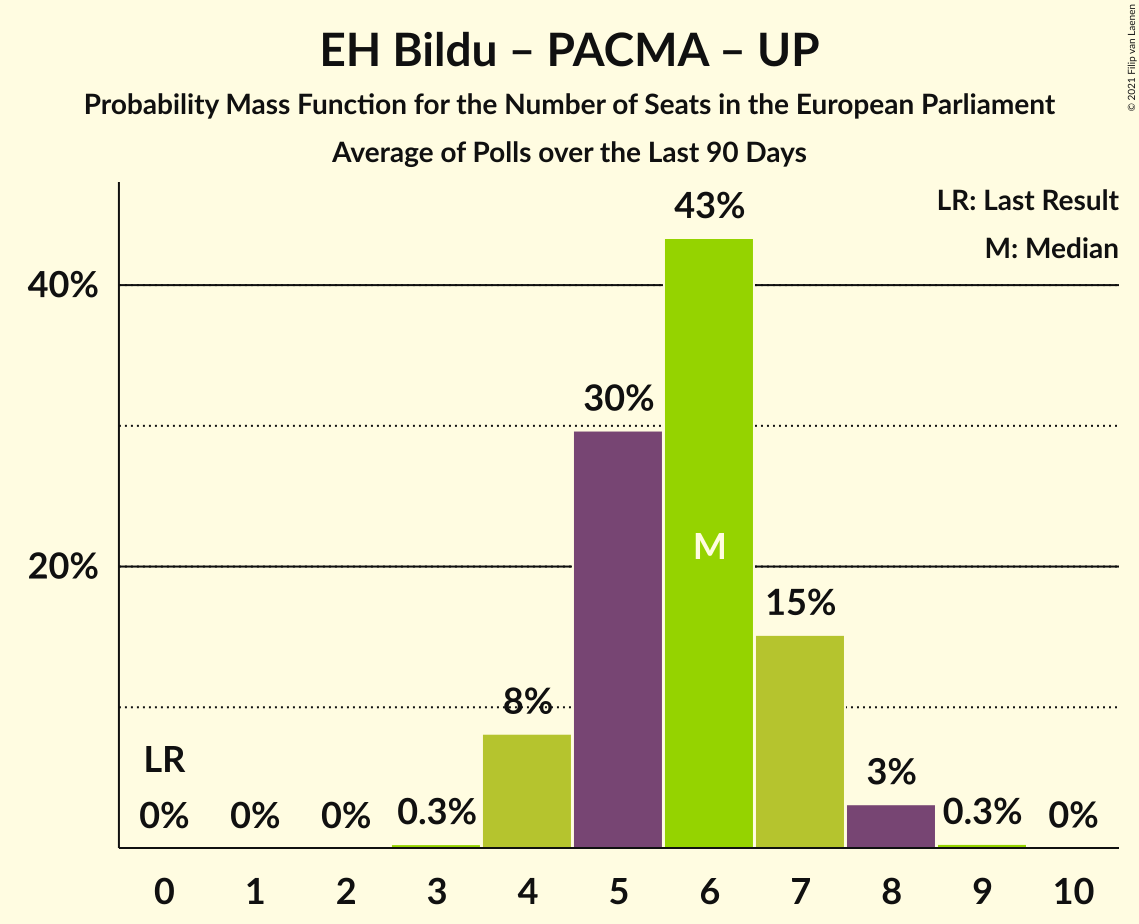 EH Bildu – PACMA – UP
Probability Mass Function for the Number of Seats in the European Parliament
Average of Polls over the Last 90 Days
© 2021 Filip van Laenen
LR: Last Result
M: Median
43%
40%
30%
M
20%
15%
8%
LR
3%
0% 0% 0% 0.3% 0.3% 0%
0 1 2 3 4 5 6 7 8 9 10